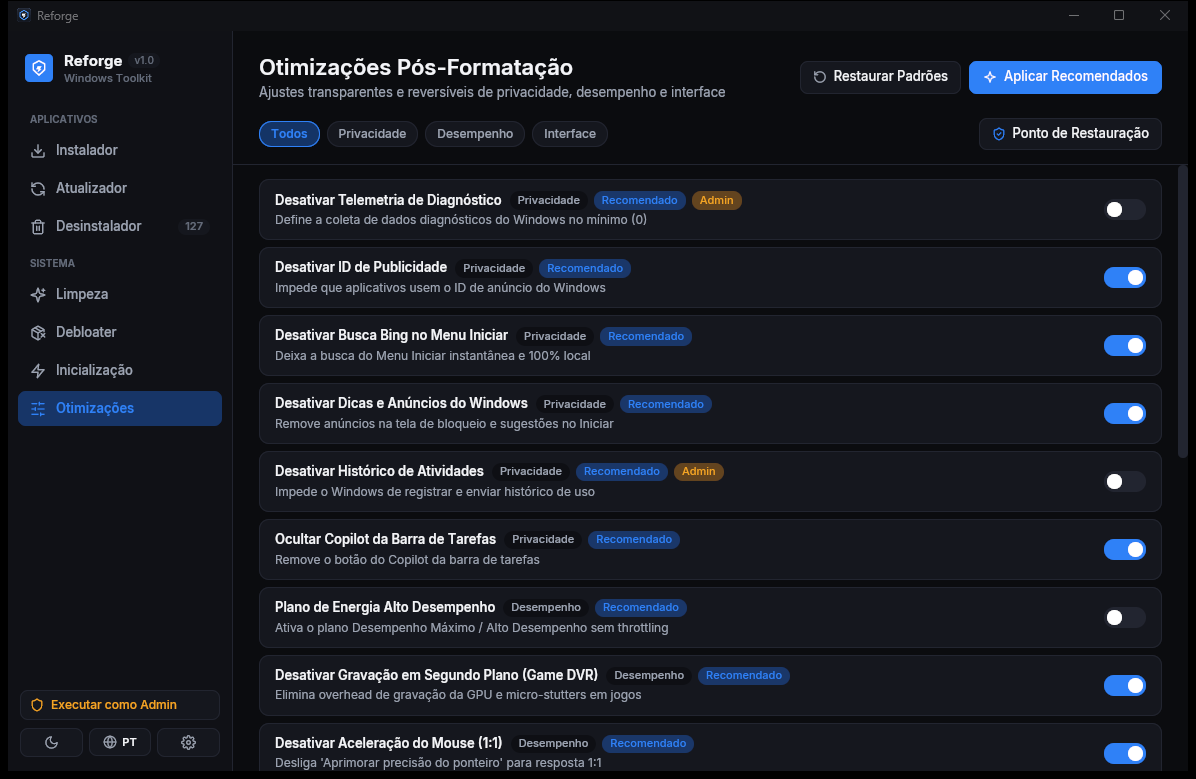 Reforge
Reforge v1.0
Windows Toolkit
APLICATIVOS
Instalador
Atualizador
Desinstalador 127
SISTEMA
Limpeza
Debloater
Inicialização
Otimizações
Executar como Admin
PT
Otimizações Pós-Formatação
Ajustes transparentes e reversíveis de privacidade, desempenho e interface
Restaurar Padrões
Aplicar Recomendados
Todos Privacidade Desempenho Interface
Ponto de Restauração
Desativar Telemetria de Diagnóstico Privacidade Recomendado Admin
Define a coleta de dados diagnósticos do Windows no mínimo (0)
Desativar ID de Publicidade Privacidade Recomendado
Impede que aplicativos usem o ID de anúncio do Windows
Desativar Busca Bing no Menu Iniciar Privacidade Recomendado
Deixa a busca do Menu Iniciar instantânea e 100% local
Desativar Dicas e Anúncios do Windows Privacidade Recomendado
Remove anúncios na tela de bloqueio e sugestões no Iniciar
Desativar Histórico de Atividades Privacidade Recomendado Admin
Impede o Windows de registrar e enviar histórico de uso
Ocultar Copilot da Barra de Tarefas Privacidade Recomendado
Remove o botão do Copilot da barra de tarefas
Plano de Energia Alto Desempenho Desempenho Recomendado
Ativa o plano Desempenho Máximo / Alto Desempenho sem throttling
Desativar Gravação em Segundo Plano (Game DVR) Desempenho Recomendado
Elimina overhead de gravação da GPU e micro-stutters em jogos
Desativar Aceleração do Mouse (1:1) Desempenho Recomendado
Desliga 'Aprimorar precisão do ponteiro' para resposta 1:1